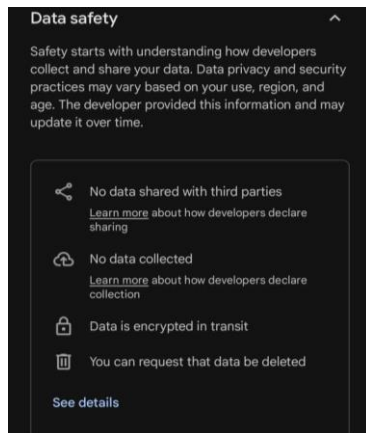 Data safety
Safety starts with understanding how developers
collect and share your data. Data privacy and security
practices may vary based on your use, region, and
age. The developer provided this information and may
update it over time.
No data shared with third parties
Learn more about how developers declare
sharing
No data collected
Learn more about how developers declare
collection
Data is encrypted in transit
You can request that data be deleted
See details